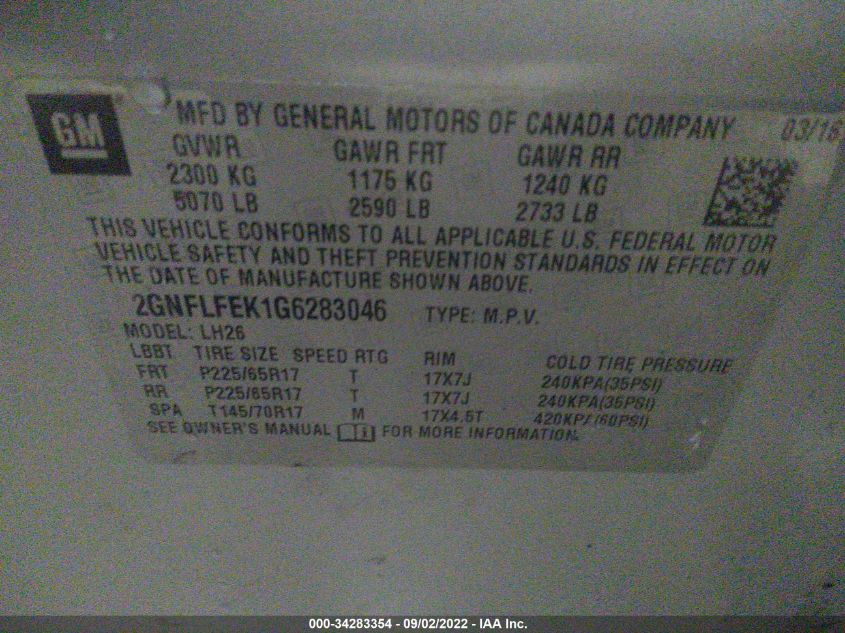 GM
MFD BY GENERAL MOTORS OF CANADA COMPANY 03/16
GVWR GAWR FRT GAWR RR
2300 KG 1175 KG 1240 KG
5070 LB 2590 LB 2733 LB
THIS VEHICLE CONFORMS TO ALL APPLICABLE U.S. FEDERAL MOTOR
VEHICLE SAFETY AND THEFT PREVENTION STANDARDS IN EFFECT ON
THE DATE OF MANUFACTURE SHOWN ABOVE.
2GNFLFEK1G6283046 TYPE: M.P.V.
MODEL: LH26
LBBT TIRE SIZE SPEED RTG RIM COLD TIRE PRESSURE
FRT P225/65R17 T 17X7J 240KPA(35PSI)
RR P225/65R17 T 17X7J 240KPA(35PSI)
SPA T145/70R17 M 17X4.5T 420KPA(60PSI)
SEE OWNER'S MANUAL FOR MORE INFORMATION.
000-34283354 - 09/02/2022 - IAA Inc.